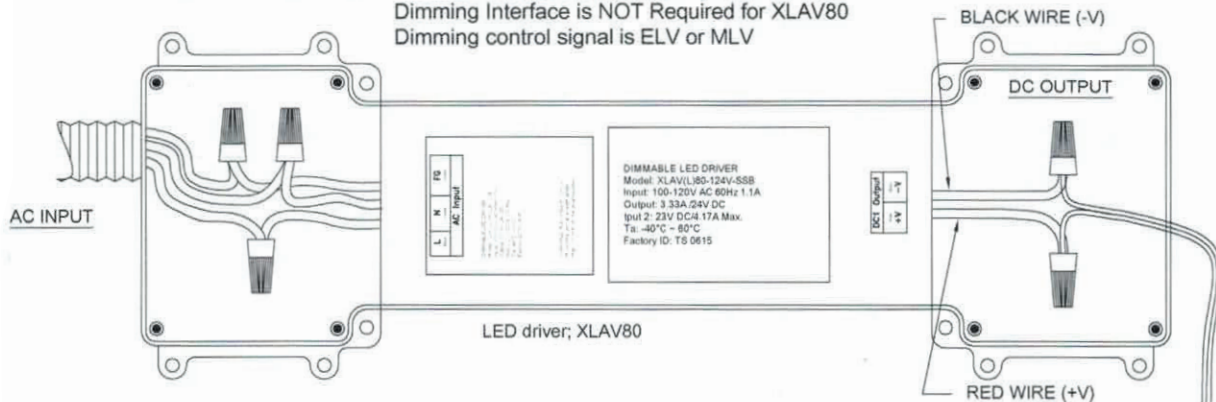 Dimming Interface is NOT Required for XLAV80
Dimming control signal is ELV or MLV
BLACK WIRE (-V)
DC OUTPUT
AC INPUT
L N FG
AC Input
DIMMABLE LED DRIVER
Model: XLAV(L)80-124V-SSB
Input: 100-120V AC 60Hz 1.1A
Output: 3.33A /24V DC
tput 2: 23V DC/4.17A Max.
Ta: -40°C ~ 60°C
Factory ID: TS 0615
DC1 Output
+V -V
LED driver; XLAV80
RED WIRE (+V)